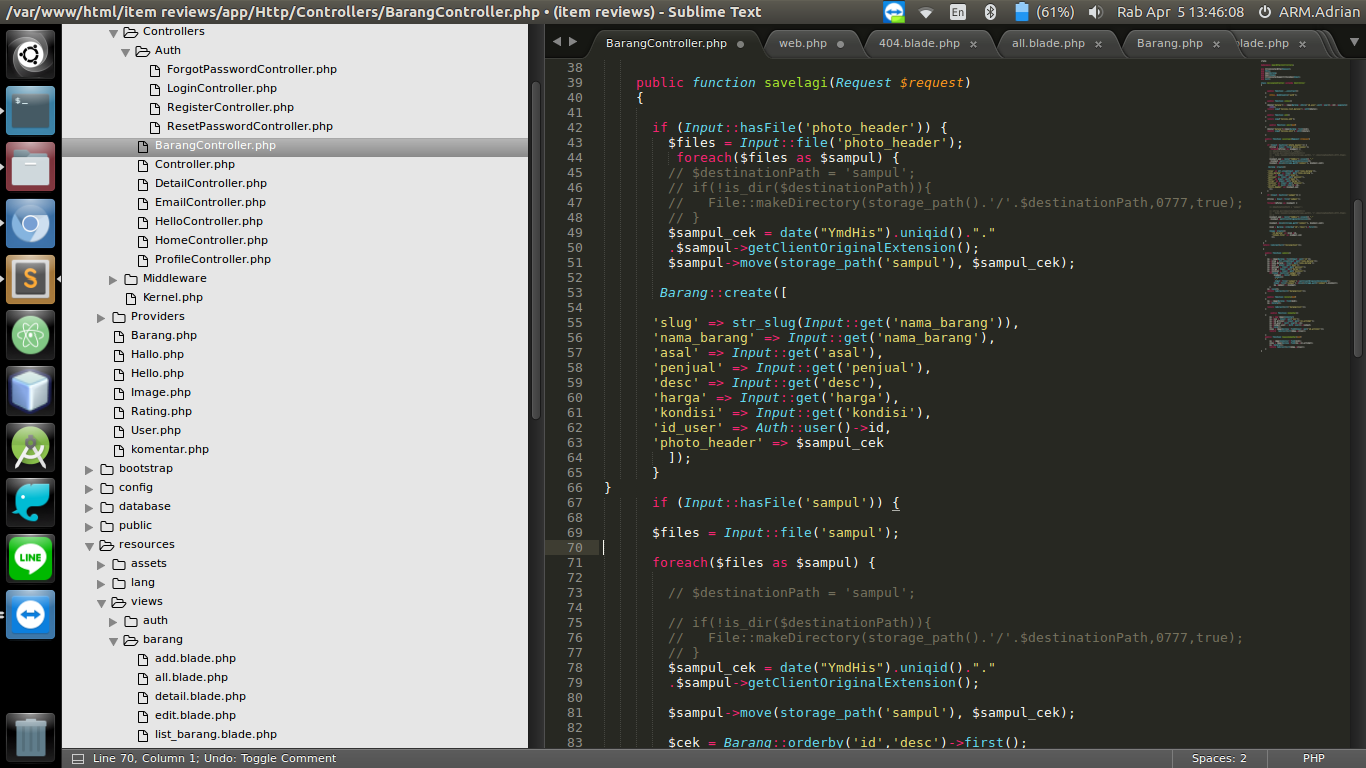 /var/www/html/item reviews/app/Http/Controllers/BarangController.php • (item reviews) - Sublime Text
En
(61%)
Rab Apr 5 13:46:08
ARM.Adrian
Controllers
Auth
ForgotPasswordController.php
LoginController.php
RegisterController.php
ResetPasswordController.php
BarangController.php
Controller.php
DetailController.php
EmailController.php
HelloController.php
HomeController.php
ProfileController.php
Middleware
Kernel.php
Providers
Barang.php
Hallo.php
Hello.php
Image.php
Rating.php
User.php
komentar.php
bootstrap
config
database
public
resources
assets
lang
views
auth
barang
add.blade.php
all.blade.php
detail.blade.php
edit.blade.php
list_barang.blade.php
S
LINE
BarangController.php
web.php
404.blade.php
all.blade.php
Barang.php
lade.php
38
39 public function savelagi(Request $request)
40 {
41
42 if (Input::hasFile('photo_header')) {
43 $files = Input::file('photo_header');
44 foreach($files as $sampul) {
45 // $destinationPath = 'sampul';
46 // if(!is_dir($destinationPath)){
47 //   File::makeDirectory(storage_path().'/'.$destinationPath,0777,true);
48 // }
49 $sampul_cek = date("YmdHis").uniqid()."."
50 .$sampul->getClientOriginalExtension();
51 $sampul->move(storage_path('sampul'), $sampul_cek);
52
53 Barang::create([
54
55 'slug' => str_slug(Input::get('nama_barang')),
56 'nama_barang' => Input::get('nama_barang'),
57 'asal' => Input::get('asal'),
58 'penjual' => Input::get('penjual'),
59 'desc' => Input::get('desc'),
60 'harga' => Input::get('harga'),
61 'kondisi' => Input::get('kondisi'),
62 'id_user' => Auth::user()->id,
63 'photo_header' => $sampul_cek
64 ]);
65 }
66 }
67 if (Input::hasFile('sampul')) {
68
69 $files = Input::file('sampul');
70
71 foreach($files as $sampul) {
72
73 // $destinationPath = 'sampul';
74
75 // if(!is_dir($destinationPath)){
76 //   File::makeDirectory(storage_path().'/'.$destinationPath,0777,true);
77 // }
78 $sampul_cek = date("YmdHis").uniqid()."."
79 .$sampul->getClientOriginalExtension();
80
81 $sampul->move(storage_path('sampul'), $sampul_cek);
82
83 $cek = Barang::orderby('id','desc')->first();
Line 70, Column 1; Undo: Toggle Comment
Spaces: 2
PHP